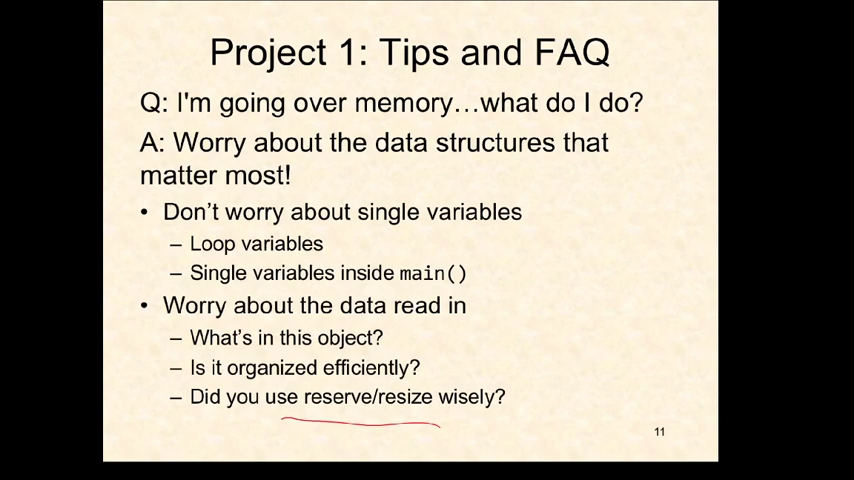 Project 1: Tips and FAQ
Q: I'm going over memory…what do I do?
A: Worry about the data structures that
matter most!
• Don’t worry about single variables
– Loop variables
– Single variables inside main()
• Worry about the data read in
– What’s in this object?
– Is it organized efficiently?
– Did you use reserve/resize wisely?
11